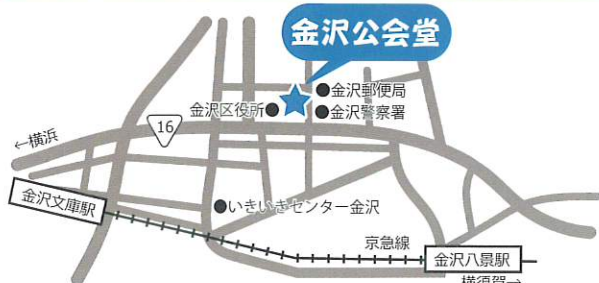 金沢公会堂
金沢郵便局
金沢区役所
金沢警察署
16
←横浜
金沢文庫駅
いきいきセンター金沢
京急線
金沢八景駅
横須賀→